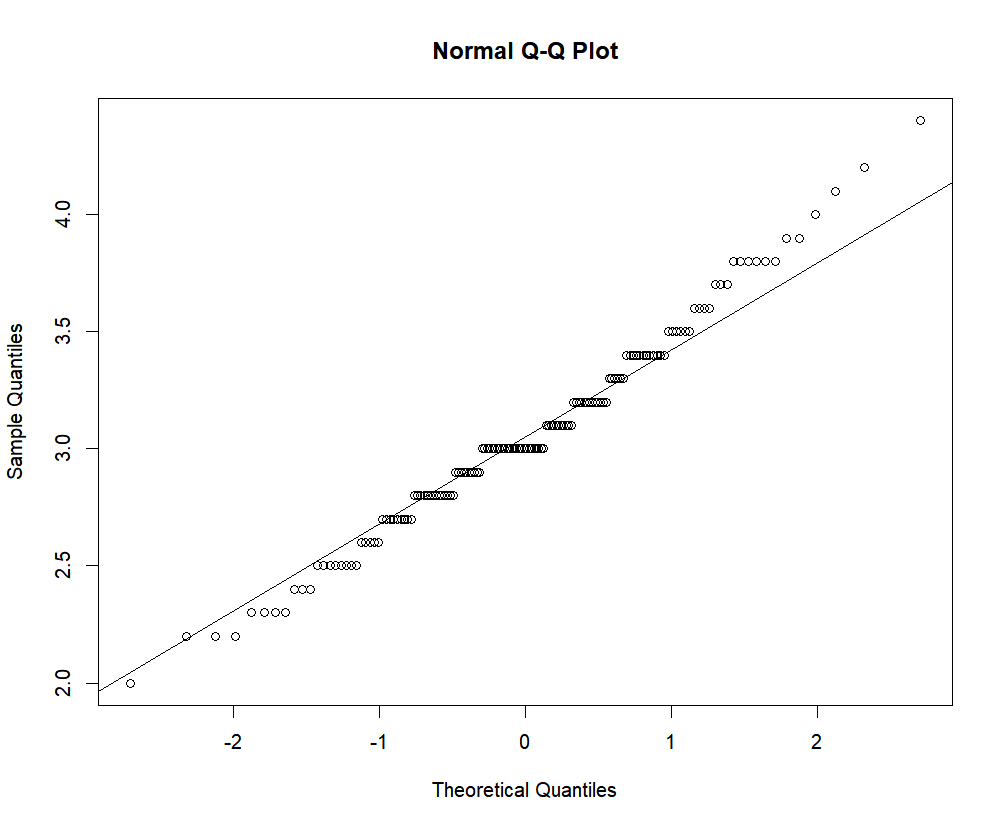 Normal Q-Q Plot
Sample Quantiles
4.0
3.5
3.0
2.5
2.0
-2 -1 0 1 2
Theoretical Quantiles